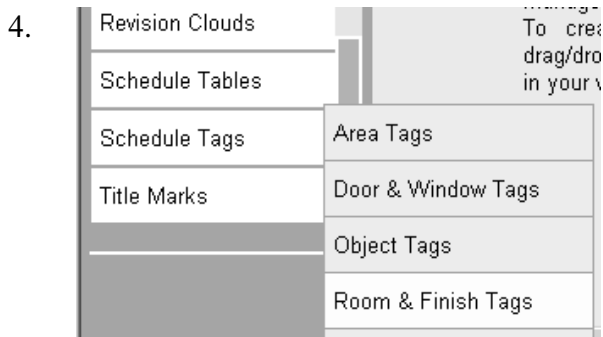 4.
Revision Clouds
To
drag/dro
in your
Schedule Tables
Schedule Tags
Area Tags
Title Marks
Door & Window Tags
Object Tags
Room & Finish Tags